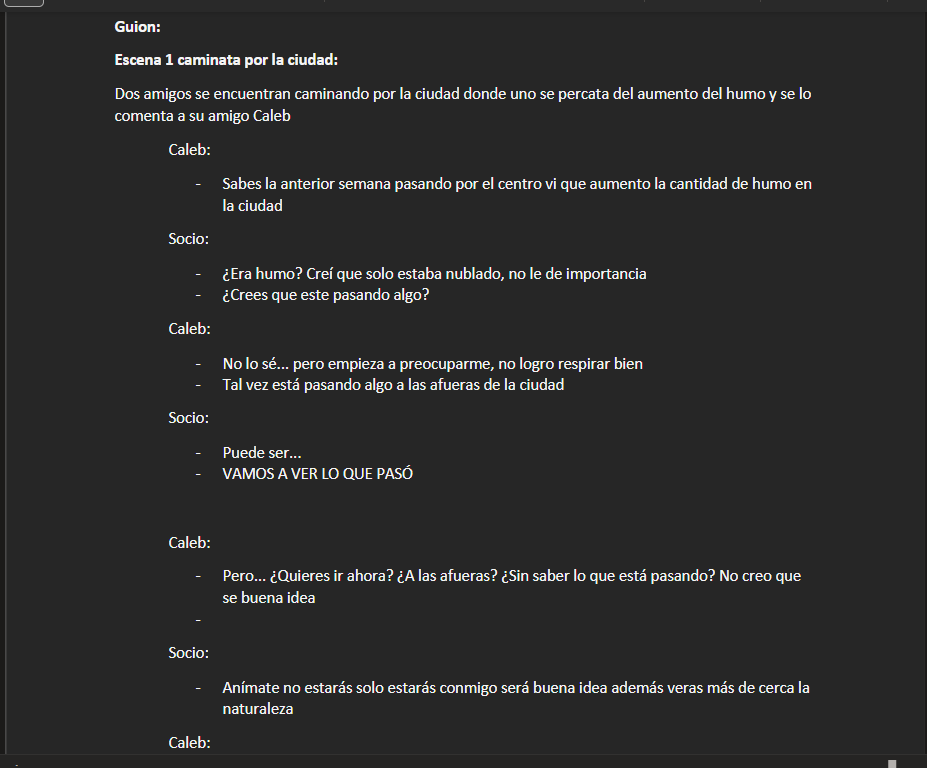 Guion:
Escena 1 caminata por la ciudad:
Dos amigos se encuentran caminando por la ciudad donde uno se percata del aumento del humo y se lo
comenta a su amigo Caleb
Caleb:
- Sabes la anterior semana pasando por el centro vi que aumento la cantidad de humo en
la ciudad
Socio:
- ¿Era humo? Creí que solo estaba nublado, no le de importancia
- ¿Crees que este pasando algo?
Caleb:
- No lo sé... pero empieza a preocuparme, no logro respirar bien
- Tal vez está pasando algo a las afueras de la ciudad
Socio:
- Puede ser...
- VAMOS A VER LO QUE PASÓ
Caleb:
- Pero... ¿Quieres ir ahora? ¿A las afueras? ¿Sin saber lo que está pasando? No creo que
se buena idea
-
Socio:
- Anímate no estarás solo estarás conmigo será buena idea además veras más de cerca la
naturaleza
Caleb: